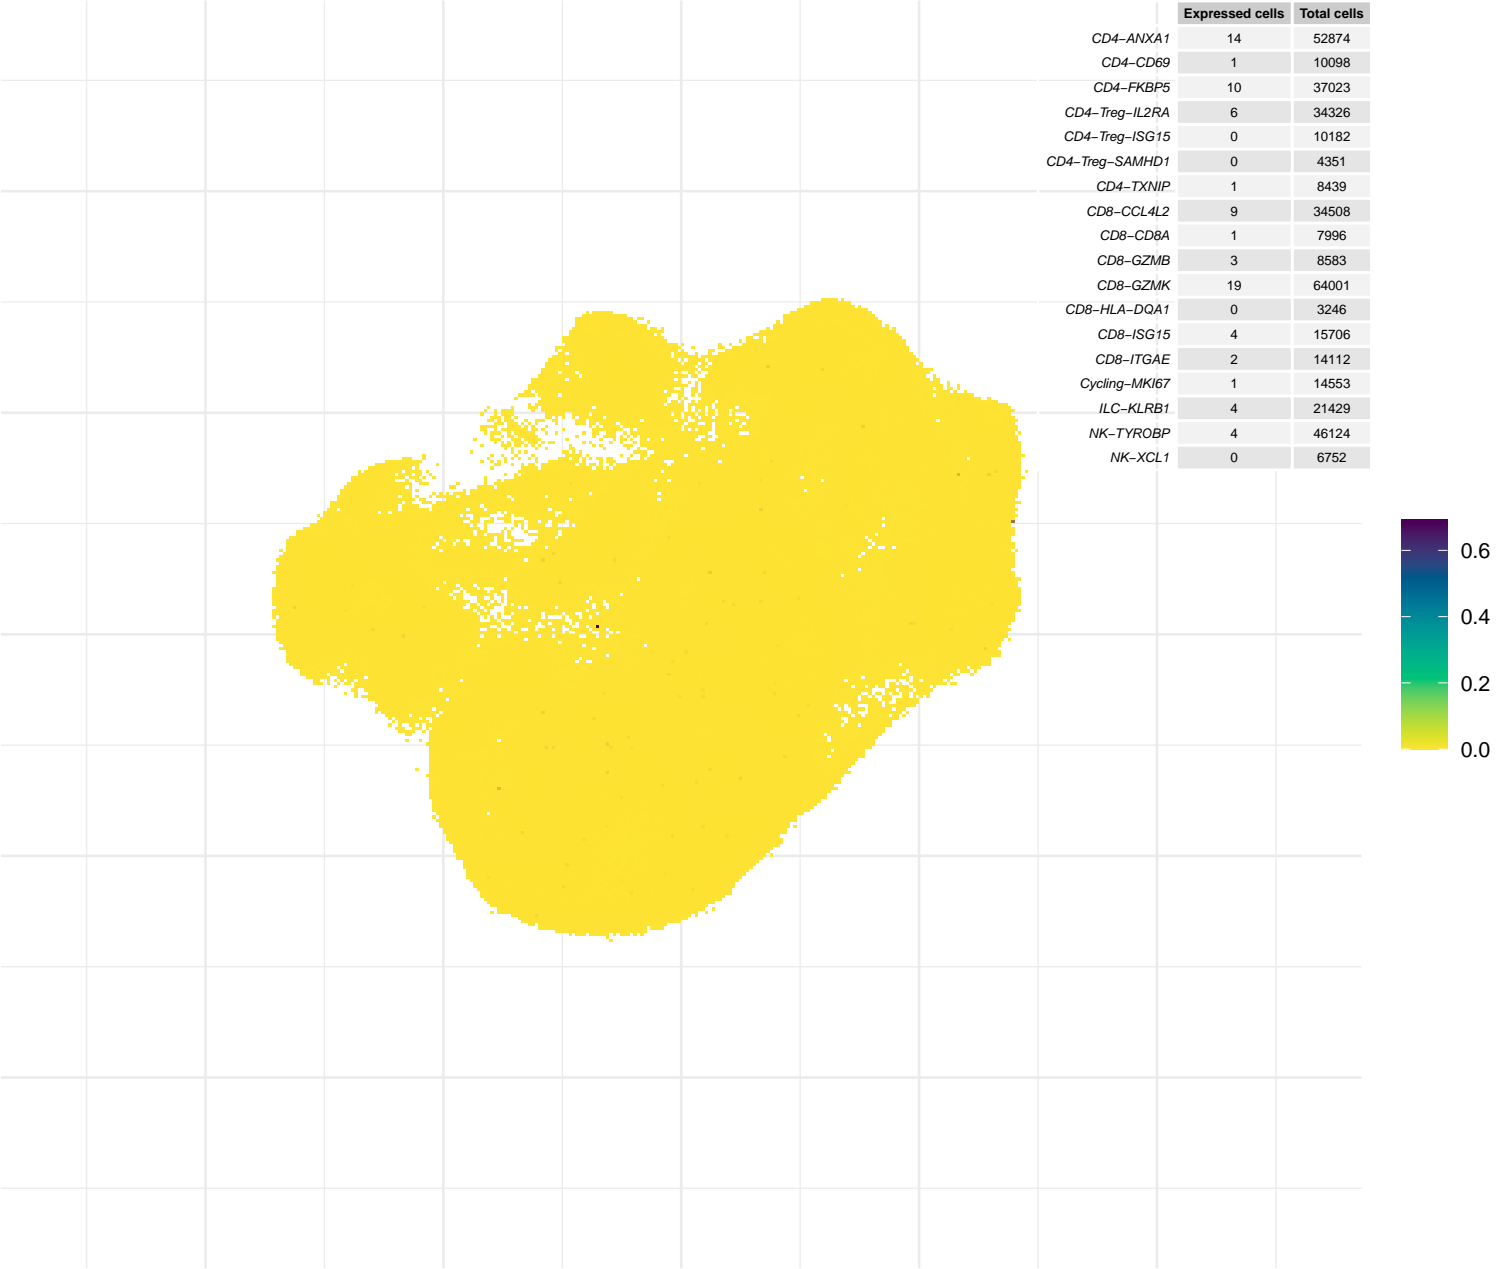 Expressed cells Total cells
CD4−ANXA1 14 52874
CD4−CD69 1 10098
CD4−FKBP5 10 37023
CD4−Treg−IL2RA 6 34326
CD4−Treg−ISG15 0 10182
CD4−Treg−SAMHD1 0 4351
CD4−TXNIP 1 8439
CD8−CCL4L2 9 34508
CD8−CD8A 1 7996
CD8−GZMB 3 8583
CD8−GZMK 19 64001
CD8−HLA−DQA1 0 3246
CD8−ISG15 4 15706
CD8−ITGAE 2 14112
Cycling−MKI67 1 14553
ILC−KLRB1 4 21429
NK−TYROBP 4 46124
NK−XCL1 0 6752
0.6
0.4
0.2
0.0